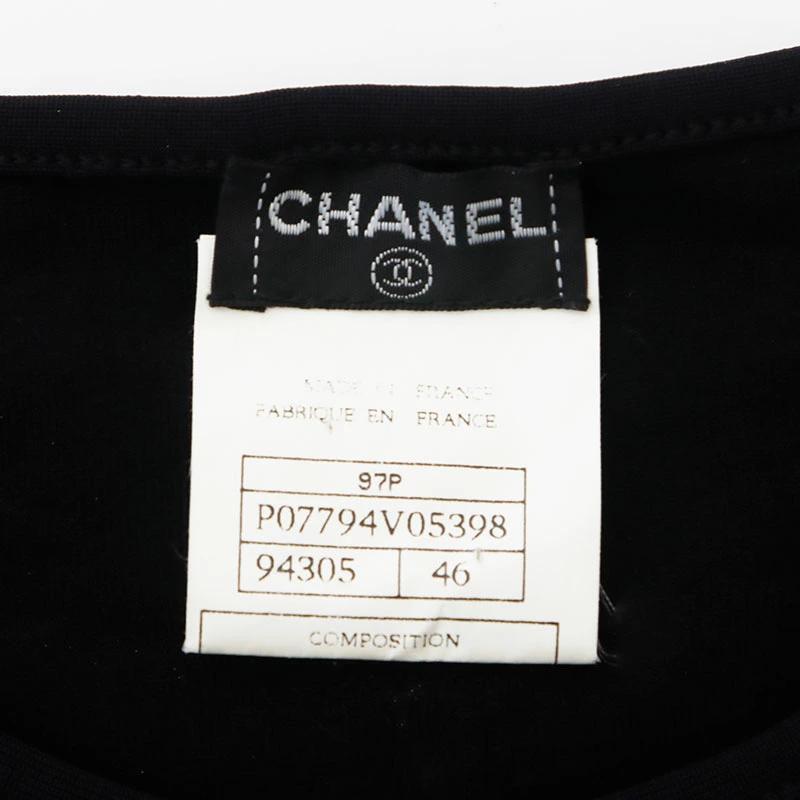 CHANEL
MADE IN FRANCE
FABRIQUE EN FRANCE
97P
P07794V05398
94305 46
COMPOSITION